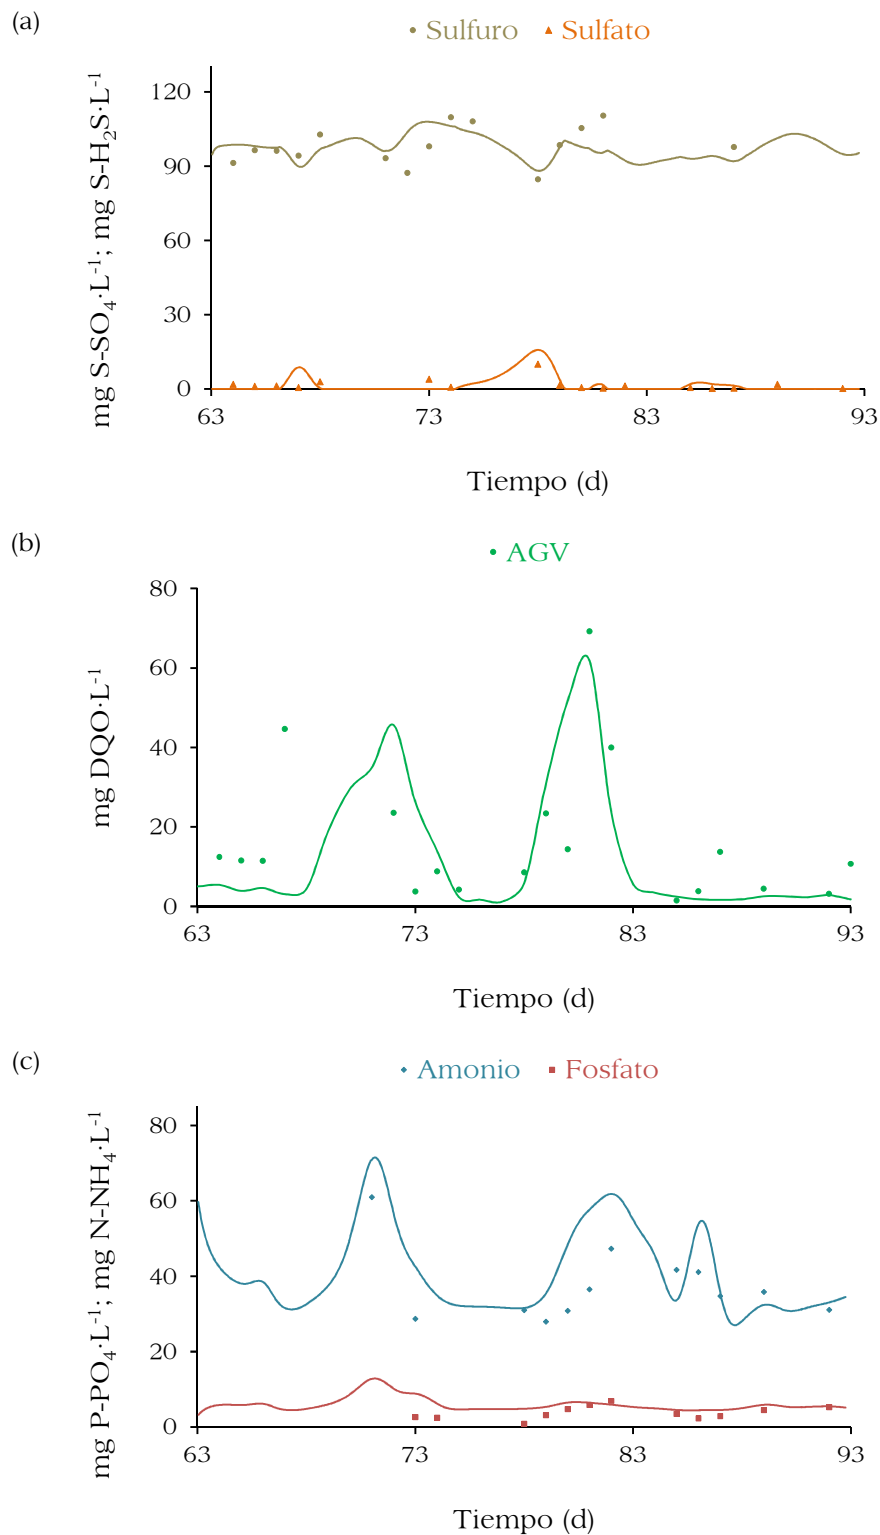 (a)
Sulfuro Sulfato
mg S-SO4·L-1; mg S-H2S·L-1
120
90
60
30
0
63 73 83 93
Tiempo (d)
(b)
AGV
mg DQO·L-1
80
60
40
20
0
63 73 83 93
Tiempo (d)
(c)
Amonio Fosfato
mg P-PO4·L-1; mg N-NH4·L-1
80
60
40
20
0
63 73 83 93
Tiempo (d)